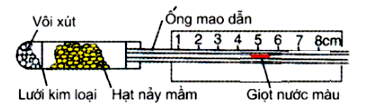 Vôi xút
Ống mao dẫn
1 2 3 4 5 6 7 8cm
Lưới kim loại
Hạt nảy mầm
Giọt nước màu